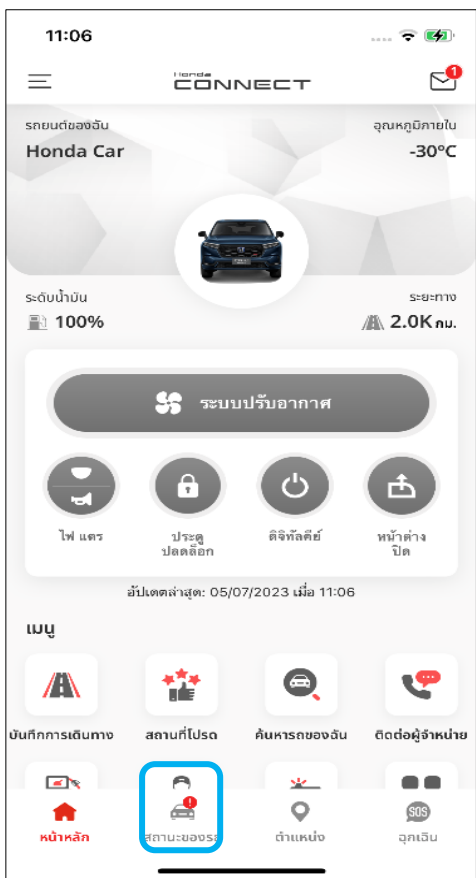 11:06
Honda
CONNECT
1
รถยนต์ของฉัน
อุณหภูมิภายใน
Honda Car
-30°C
ระดับน้ำมัน
ระยะทาง
100%
2.0K กม.
ระบบปรับอากาศ
ไฟ แตร
ประตู
ปลดล็อก
ดิจิทัลคีย์
หน้าต่าง
ปิด
อัปเดตล่าสุด: 05/07/2023 เมื่อ 11:06
เมนู
บันทึกการเดินทาง
สถานที่โปรด
ค้นหารถของฉัน
ติดต่อผู้จำหน่าย
หน้าหลัก
สถานะของรถ
ตำแหน่ง
SOS
ฉุกเฉิน